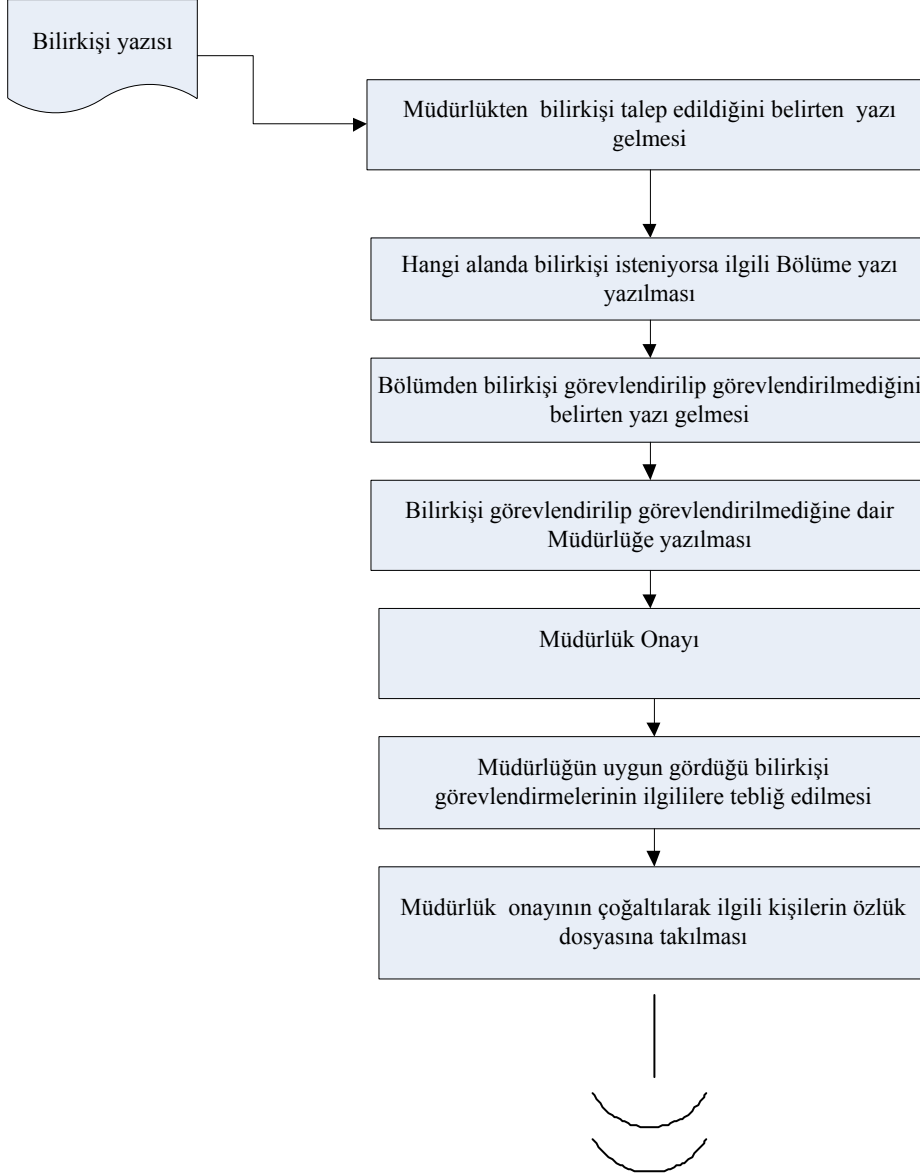 Bilirkişi yazısı
Müdürlükten bilirkişi talep edildiğini belirten yazı
gelmesi
Hangi alanda bilirkişi isteniyorsa ilgili Bölüme yazı
yazılması
Bölümden bilirkişi görevlendirilip görevlendirilmediğini
belirten yazı gelmesi
Bilirkişi görevlendirilip görevlendirilmediğine dair
Müdürlüğe yazılması
Müdürlük Onayı
Müdürlüğün uygun gördüğü bilirkişi
görevlendirmelerinin ilgililere tebliğ edilmesi
Müdürlük onayının çoğaltılarak ilgili kişilerin özlük
dosyasına takılması